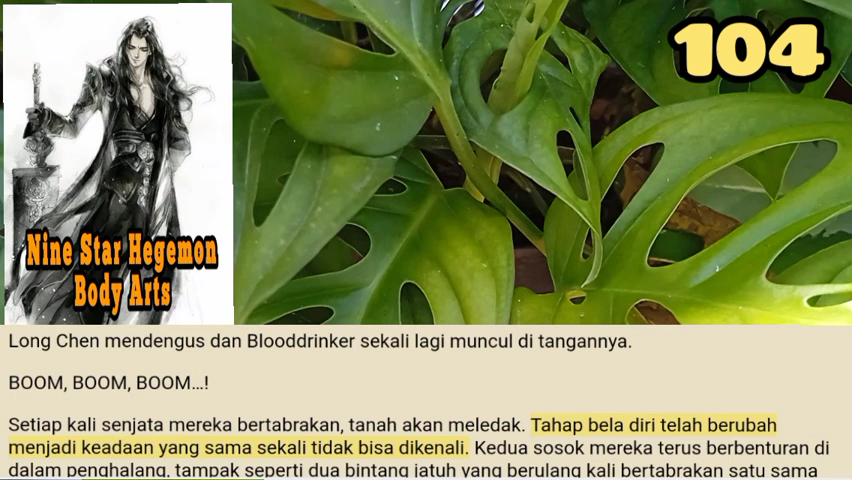 104
Nine Star Hegemon
Body Arts
Long Chen mendengus dan Blooddrinker sekali lagi muncul di tangannya.
BOOM, BOOM, BOOM...!
Setiap kali senjata mereka bertabrakan, tanah akan meledak. Tahap bela diri telah berubah
menjadi keadaan yang sama sekali tidak bisa dikenali. Kedua sosok mereka terus berbenturan di
dalam penghalang, tampak seperti dua bintang jatuh yang berulang kali bertabrakan satu sama